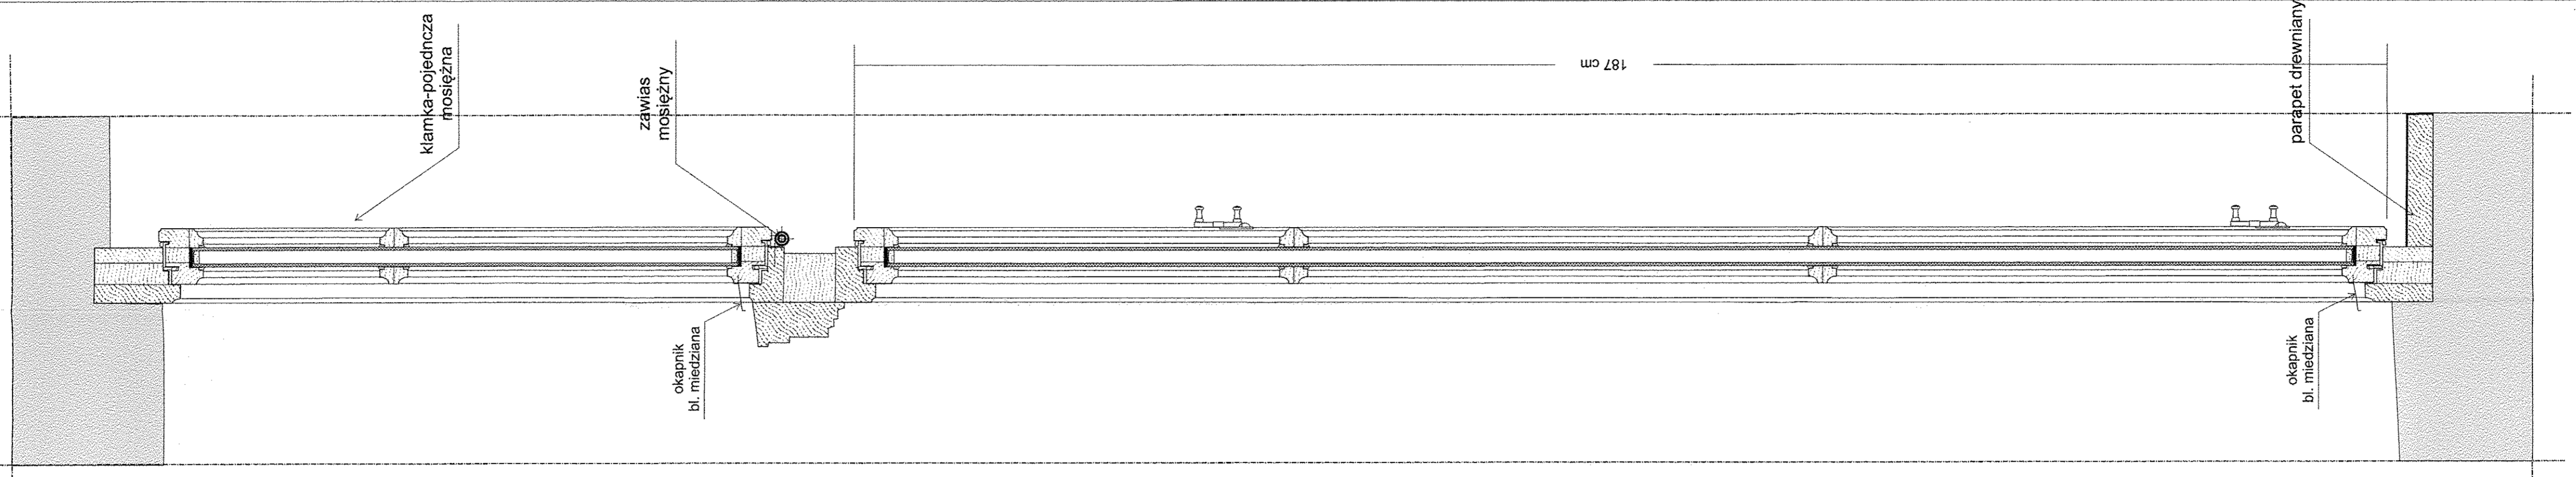 klamka-pojedncza
mosiężna
zawias
mosiężny
187 cm
parapet drewniany
okapnik
bl. miedziana
okapnik
bl. miedziana